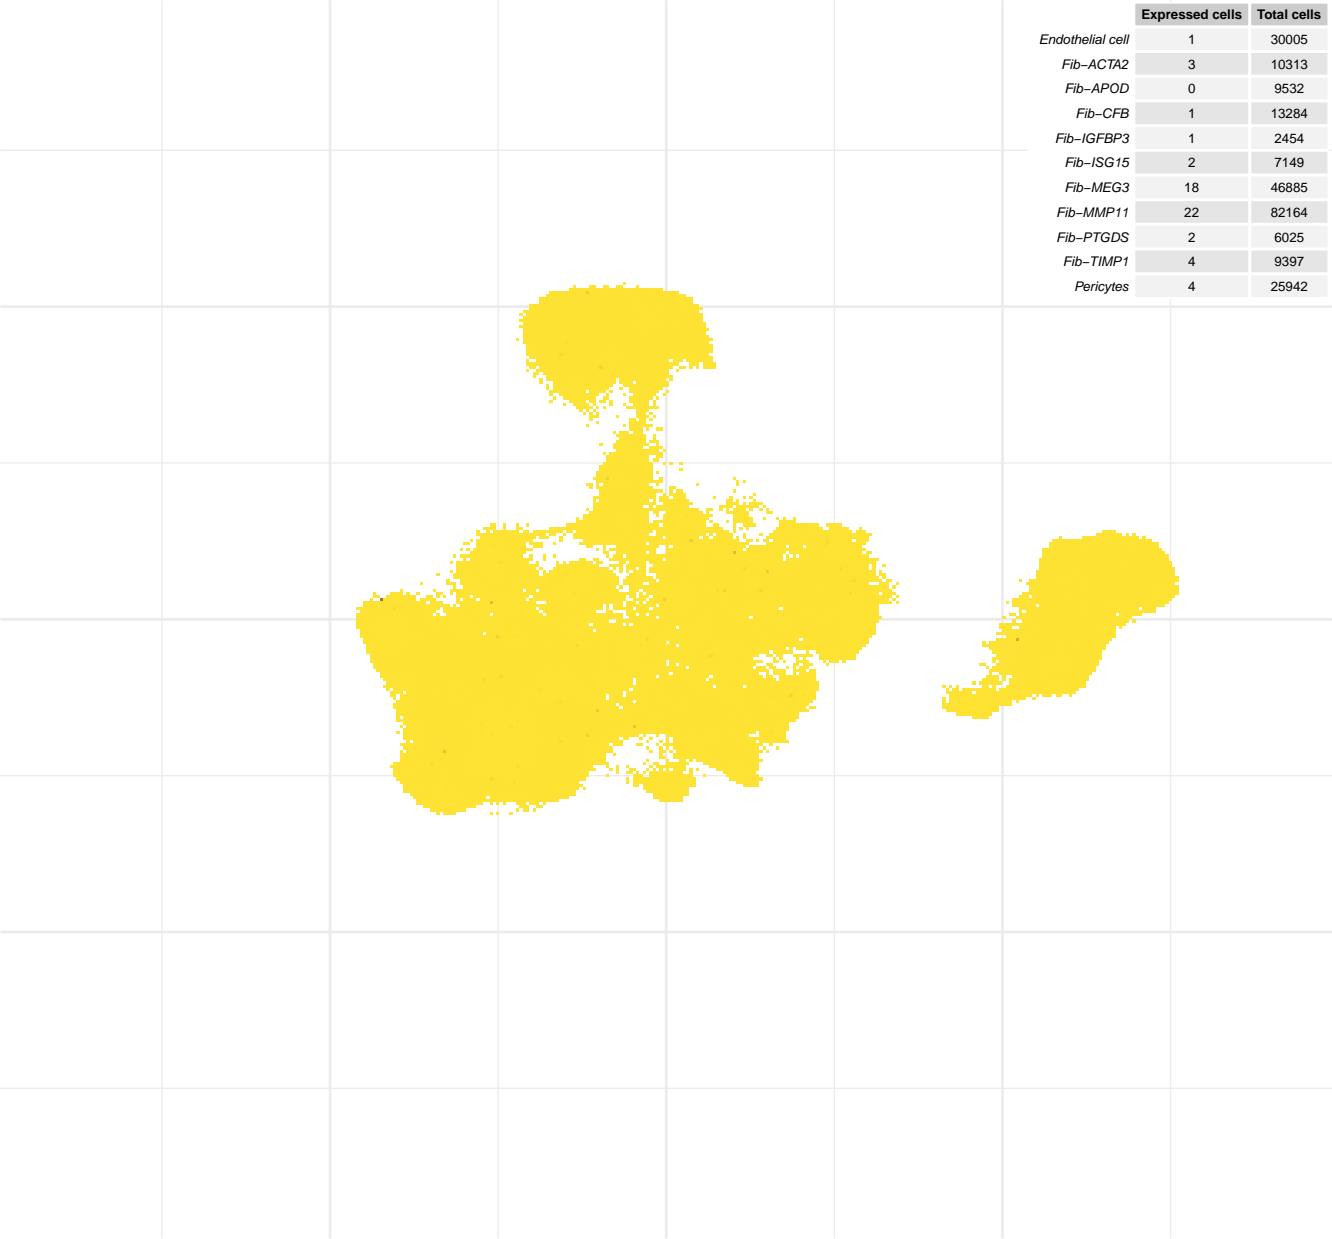 Expressed cells Total cells
Endothelial cell 1 30005
Fib−ACTA2 3 10313
Fib−APOD 0 9532
Fib−CFB 1 13284
Fib−IGFBP3 1 2454
Fib−ISG15 2 7149
Fib−MEG3 18 46885
Fib−MMP11 22 82164
Fib−PTGDS 2 6025
Fib−TIMP1 4 9397
Pericytes 4 25942